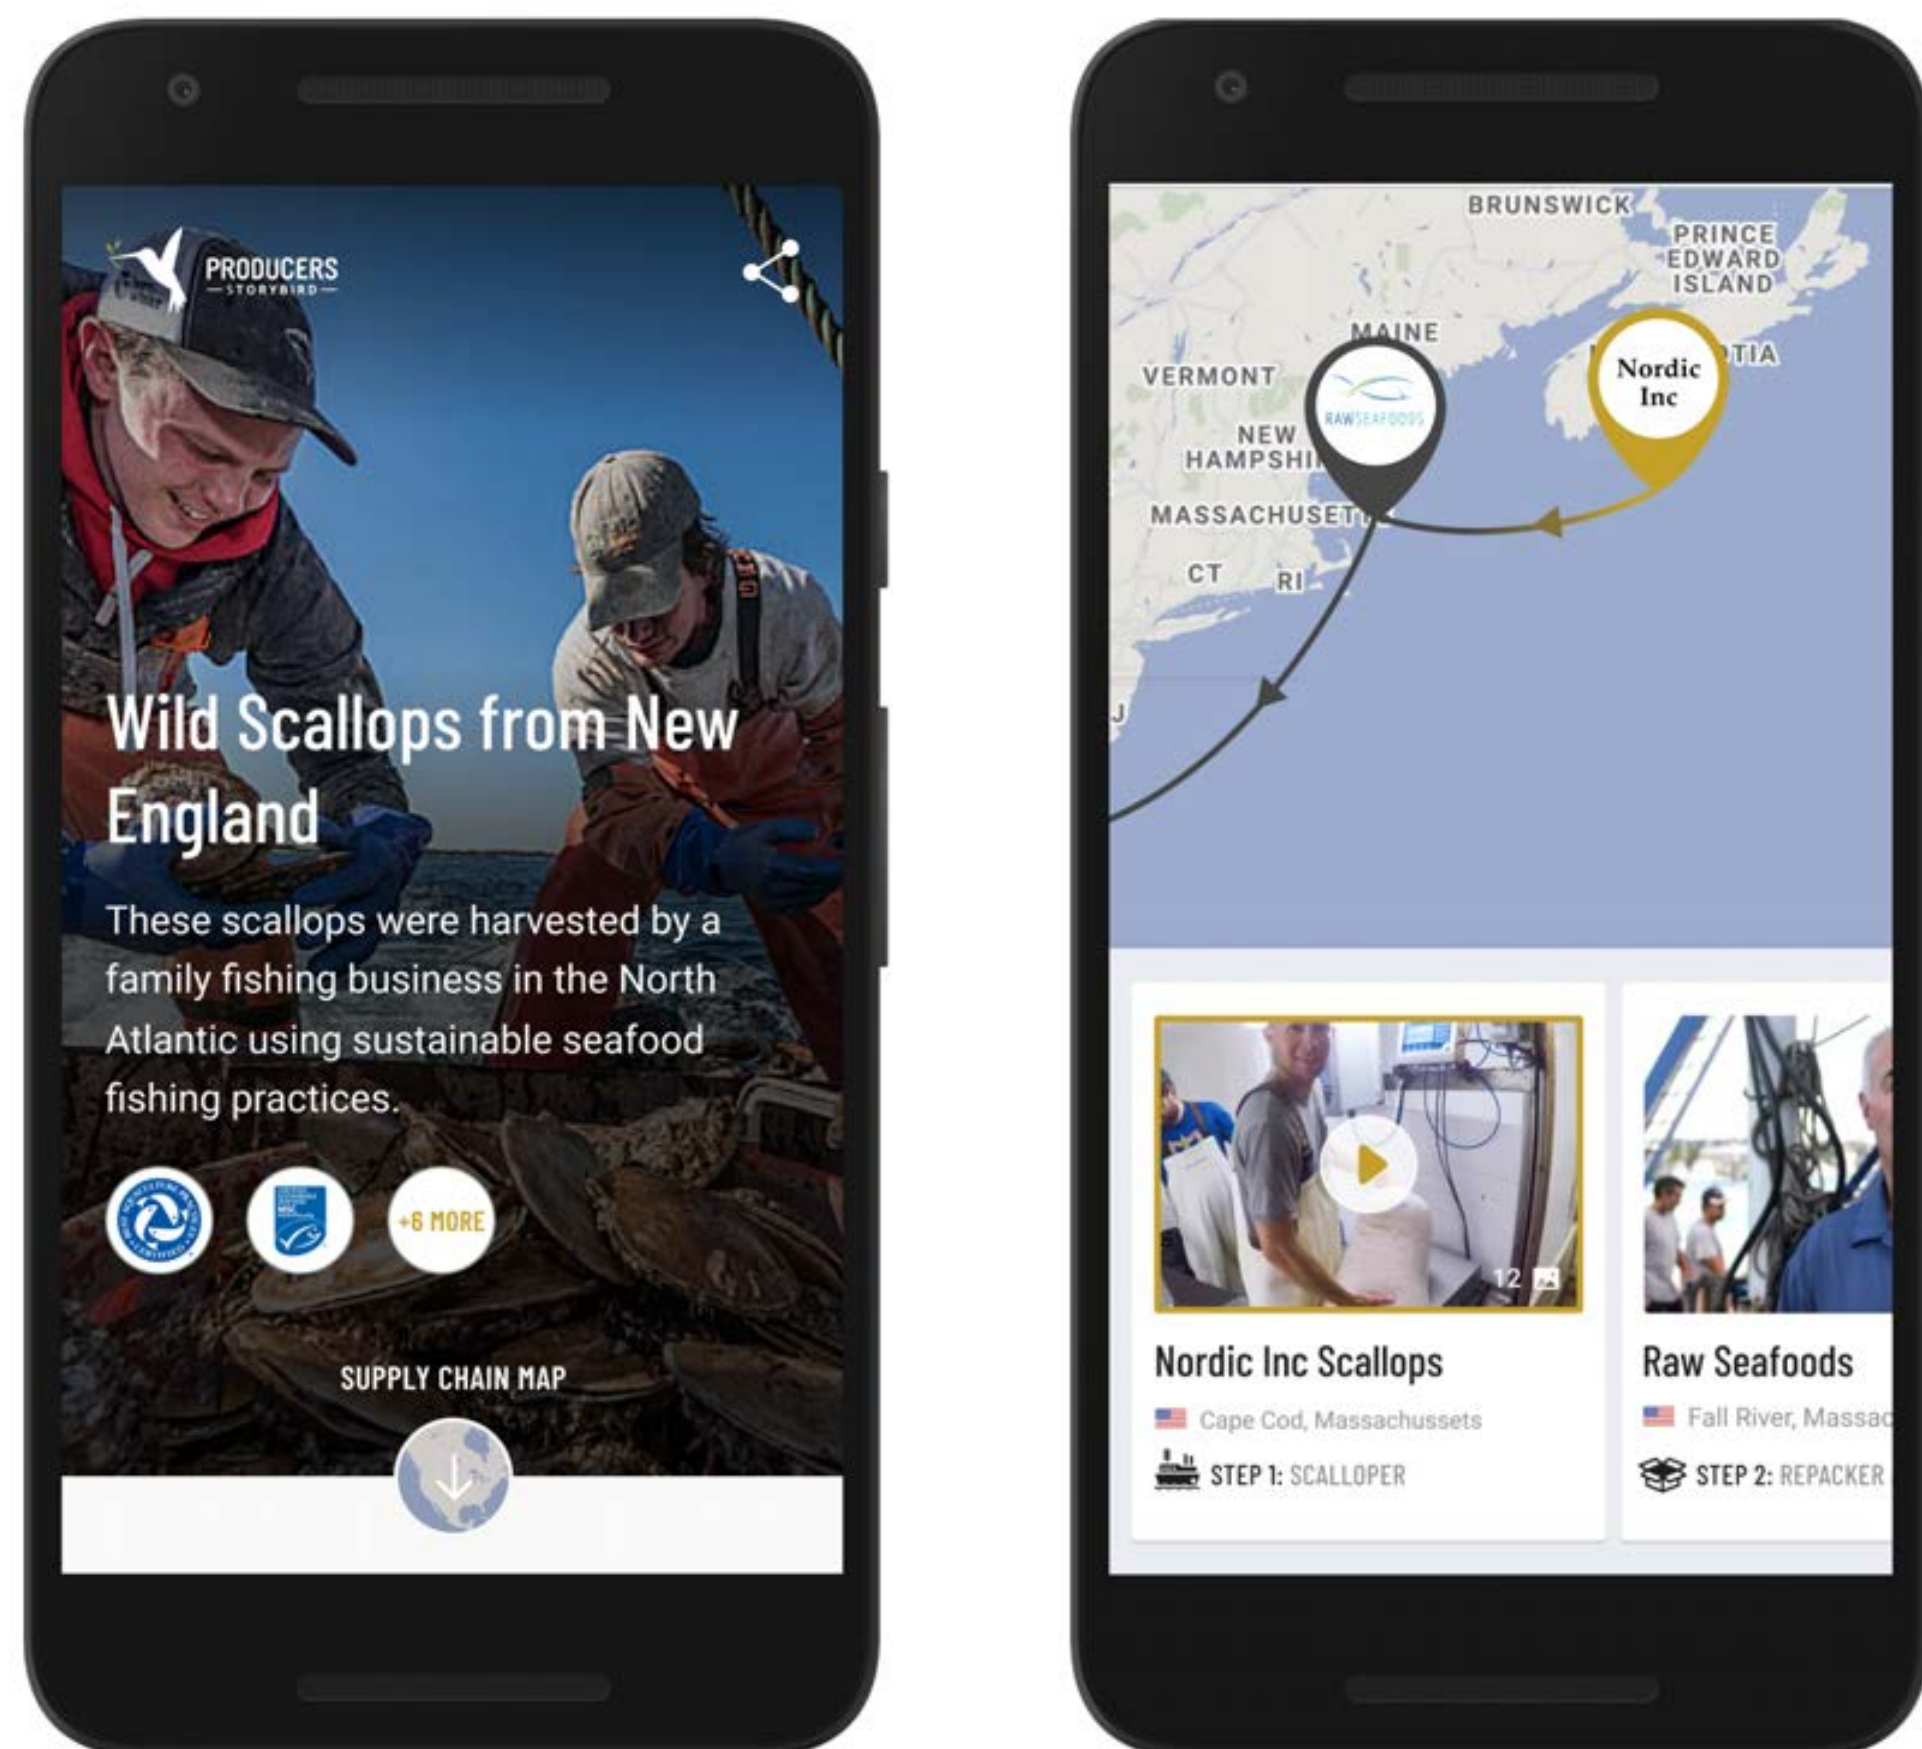 PRODUCERS
STORYBIRD
Wild Scallops from New
England
These scallops were harvested by a
family fishing business in the North
Atlantic using sustainable seafood
fishing practices.
CERTIFIED
MSC
+6 MORE
SUPPLY CHAIN MAP
BRUNSWICK
PRINCE
EDWARD
ISLAND
MAINE
TIA
VERMONT
Nordic
Inc
RAWSEAFOODS
NEW
HAMPSHI
MASSACHUSET
CT
RI
J
12
Nordic Inc Scallops
Cape Cod, Massachussets
STEP 1: SCALLOPER
Raw Seafoods
Fall River, Massac
STEP 2: REPACKER